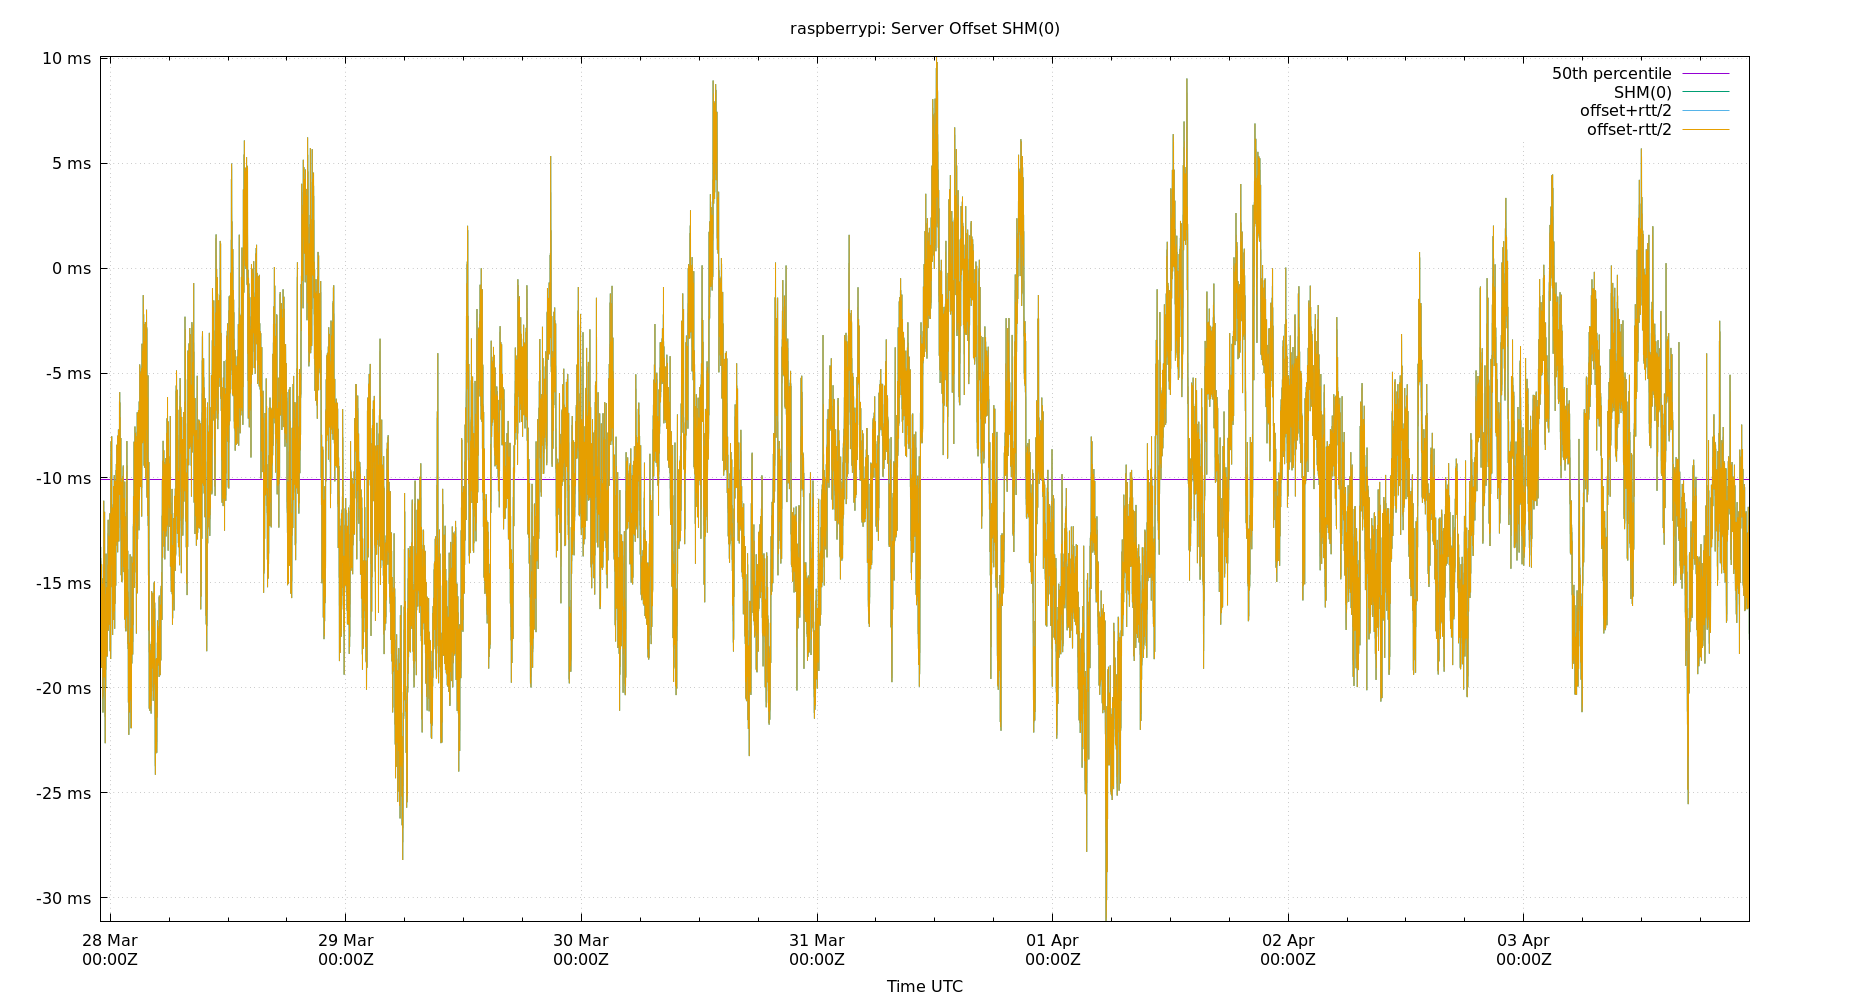 raspberrypi: Server Offset SHM(0)
50th percentile
SHM(0)
offset+rtt/2
offset-rtt/2
10 ms
5 ms
0 ms
-5 ms
-10 ms
-15 ms
-20 ms
-25 ms
-30 ms
28 Mar 29 Mar 30 Mar 31 Mar 01 Apr 02 Apr 03 Apr
00:00Z 00:00Z 00:00Z 00:00Z 00:00Z 00:00Z 00:00Z
Time UTC